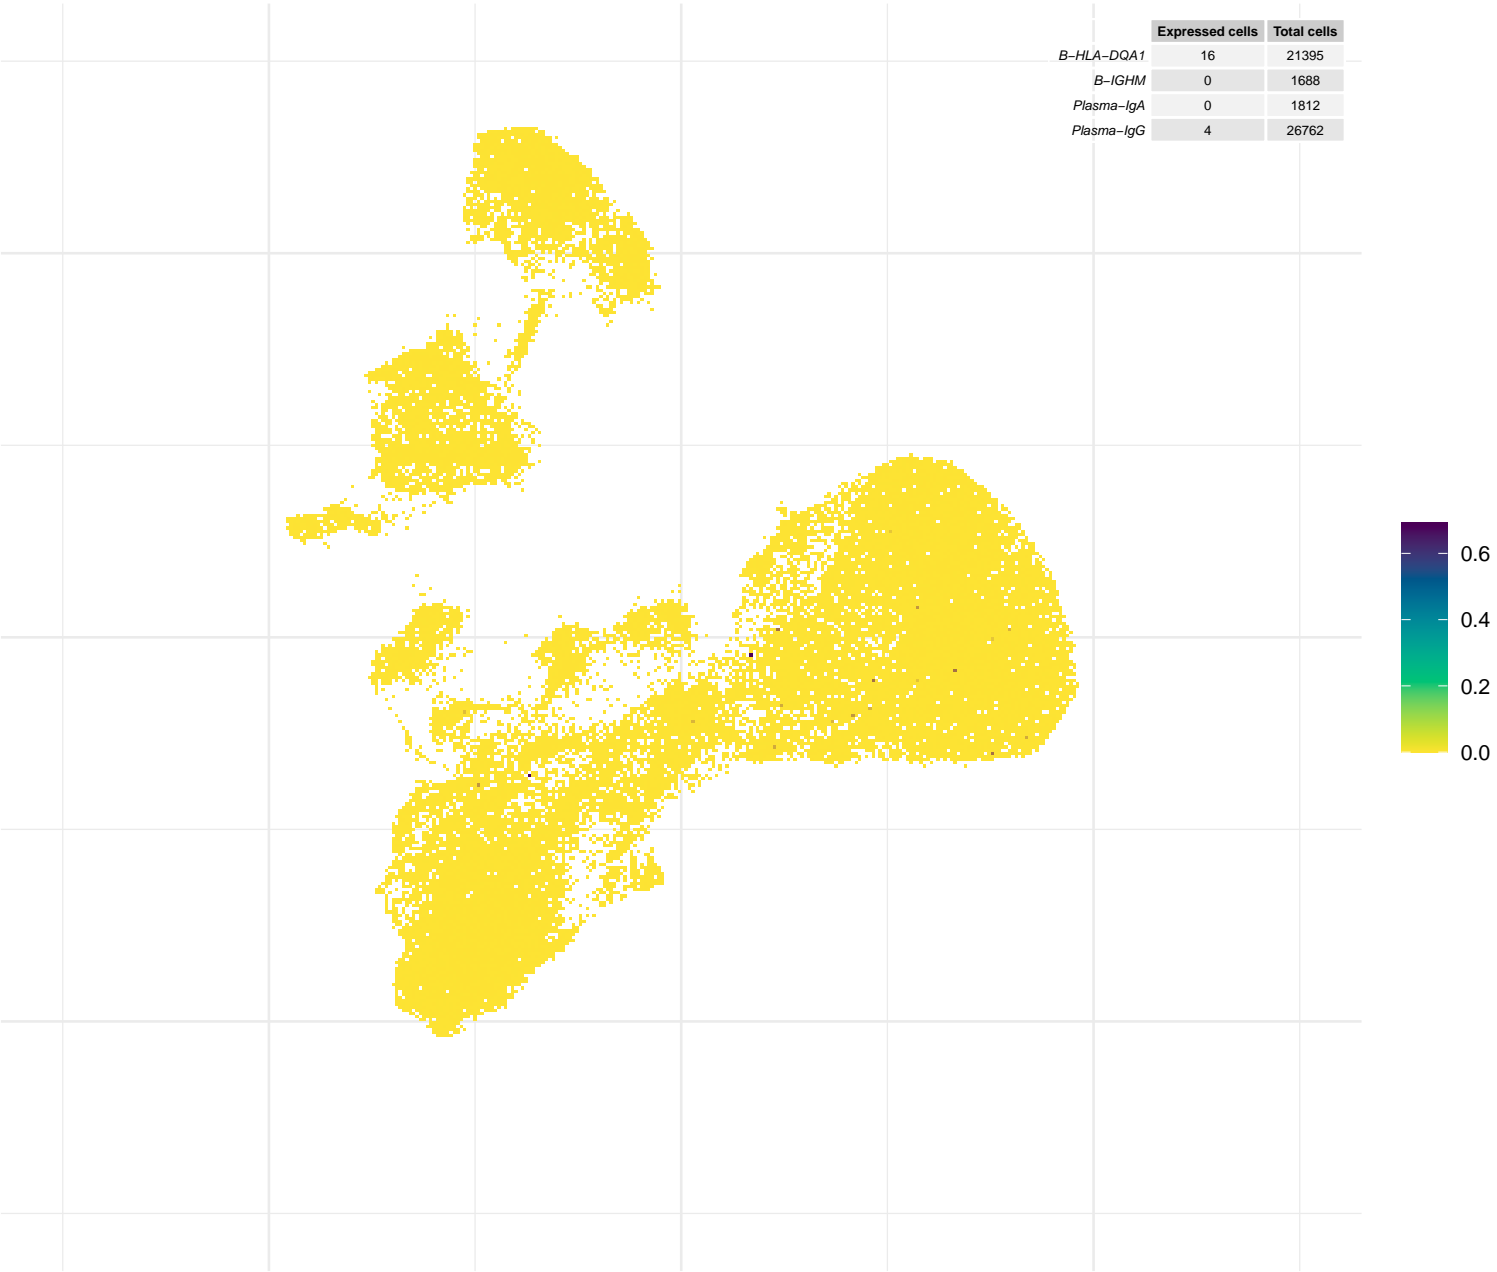 Expressed cells Total cells
B-HLA-DQA1 16 21395
B-IGHM 0 1688
Plasma-IgA 0 1812
Plasma-IgG 4 26762
0.6
0.4
0.2
0.0